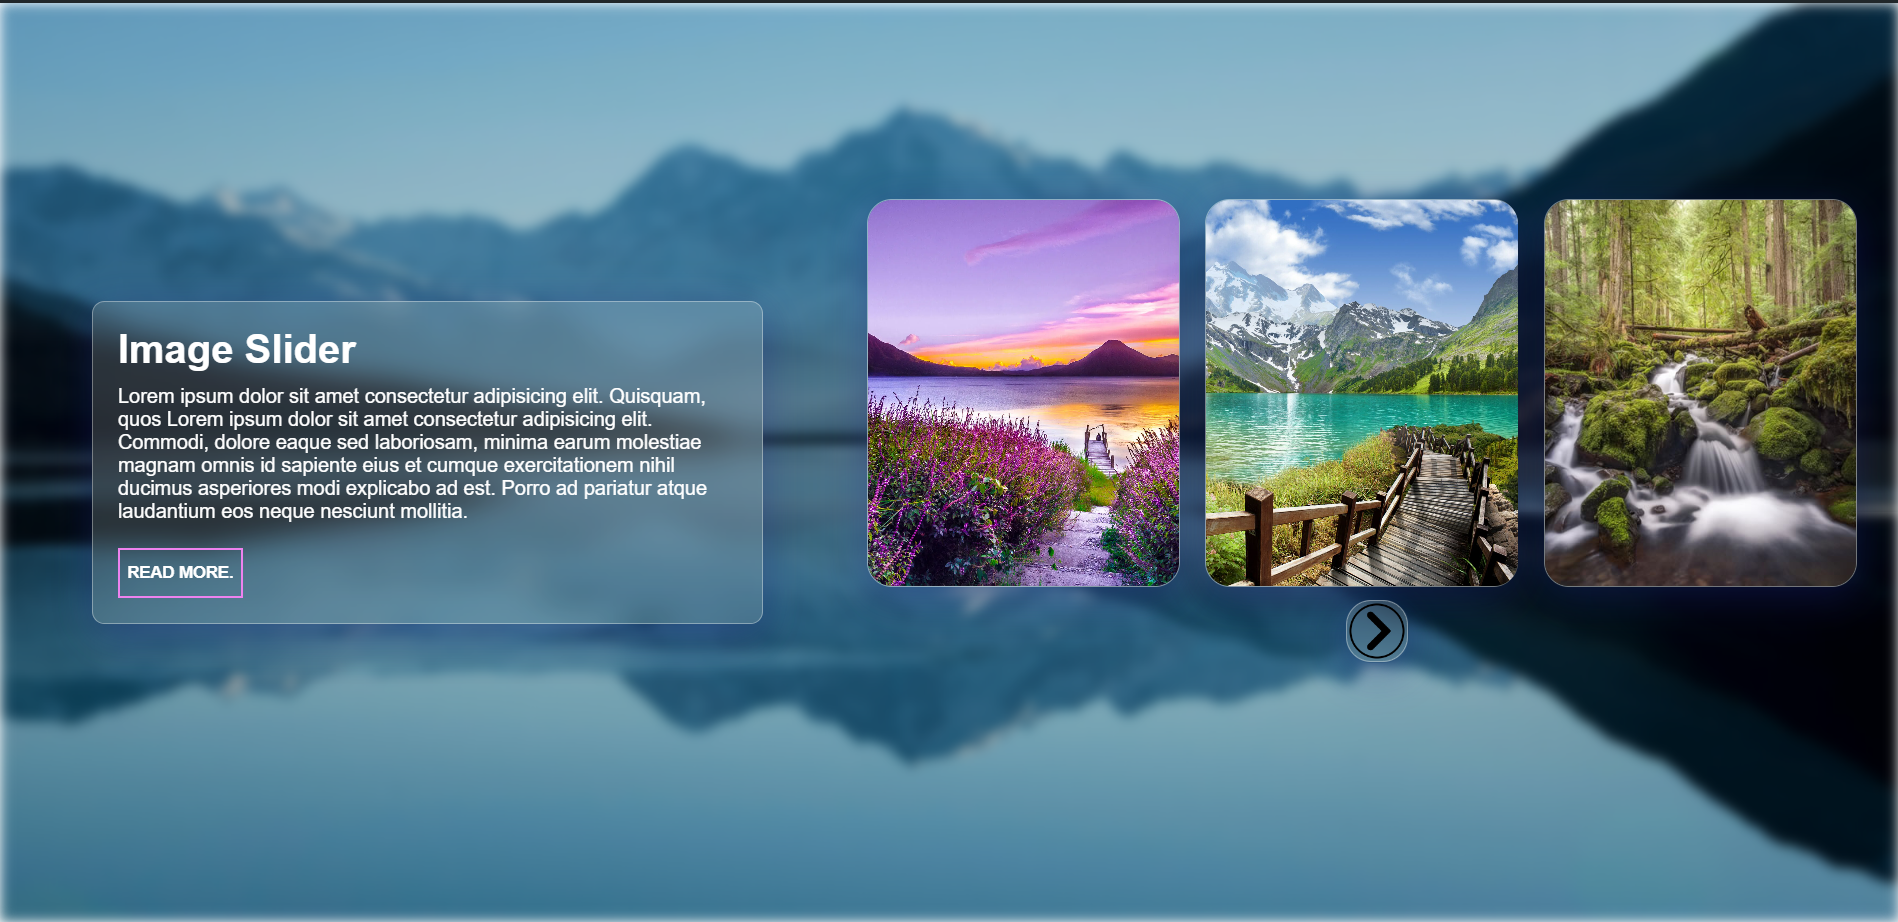 Image Slider
Lorem ipsum dolor sit amet consectetur adipisicing elit. Quisquam,
quos Lorem ipsum dolor sit amet consectetur adipisicing elit.
Commodi, dolore eaque sed laboriosam, minima earum molestiae
magnam omnis id sapiente eius et cumque exercitationem nihil
ducimus asperiores modi explicabo ad est. Porro ad pariatur atque
laudantium eos neque nesciunt mollitia.
READ MORE.